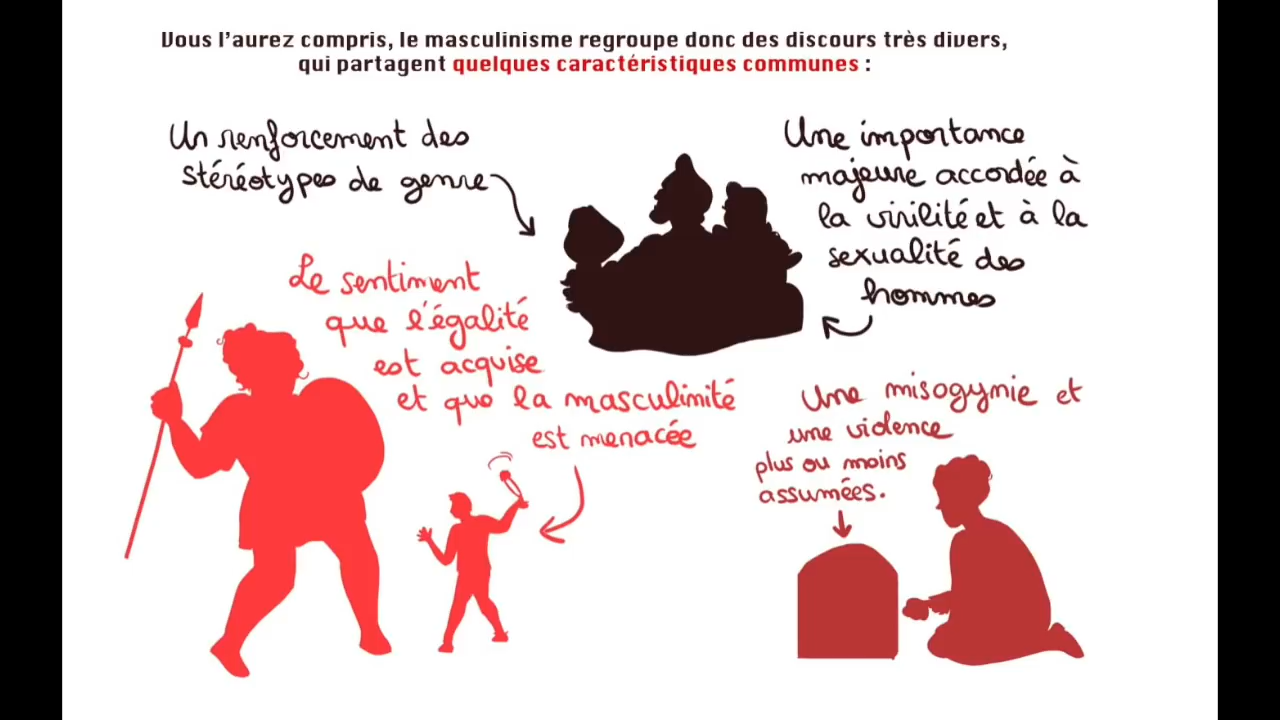 Vous l'aurez compris, le masculinisme regroupe donc des discours très divers,
qui partagent quelques caractéristiques communes :
Un renforcement des
stéréotypes de genre
Une importance
majeure accordée à
la virilité et à la
sexualité des
hommes
Le sentiment
que l'égalité
est acquise
et que la masculinité
est menacée
Une misogynie et
une violence
plus ou moins
assumées.